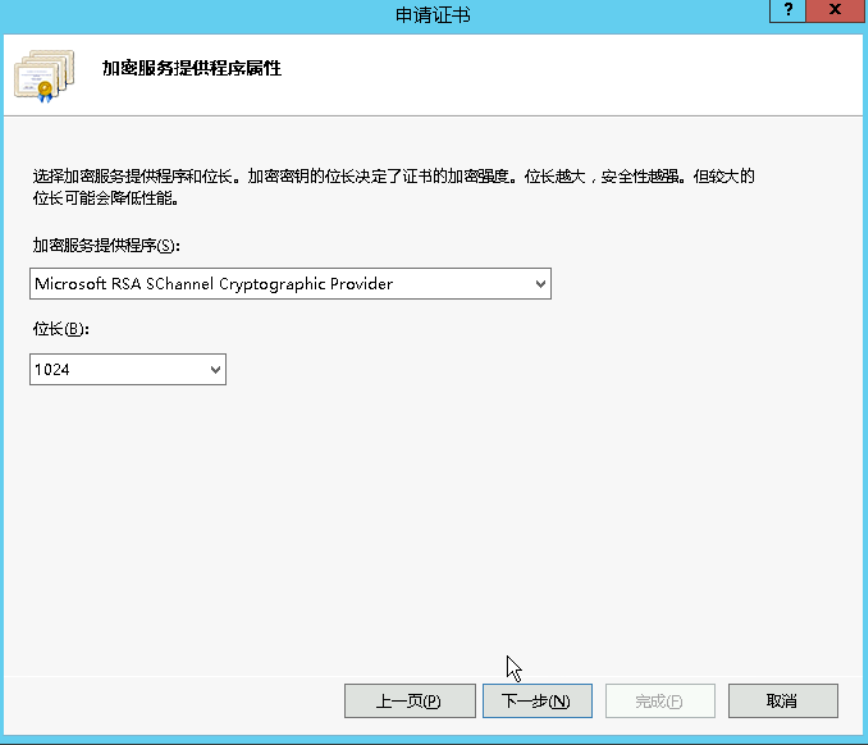 申请证书
?
x
加密服务提供程序属性
选择加密服务提供程序和位长。加密密钥的位长决定了证书的加密强度。位长越大，安全性越强。但较大的
位长可能会降低性能。
加密服务提供程序(S):
Microsoft RSA SChannel Cryptographic Provider
位长(B):
1024
上一页(P)
下一步(N)
完成(F)
取消